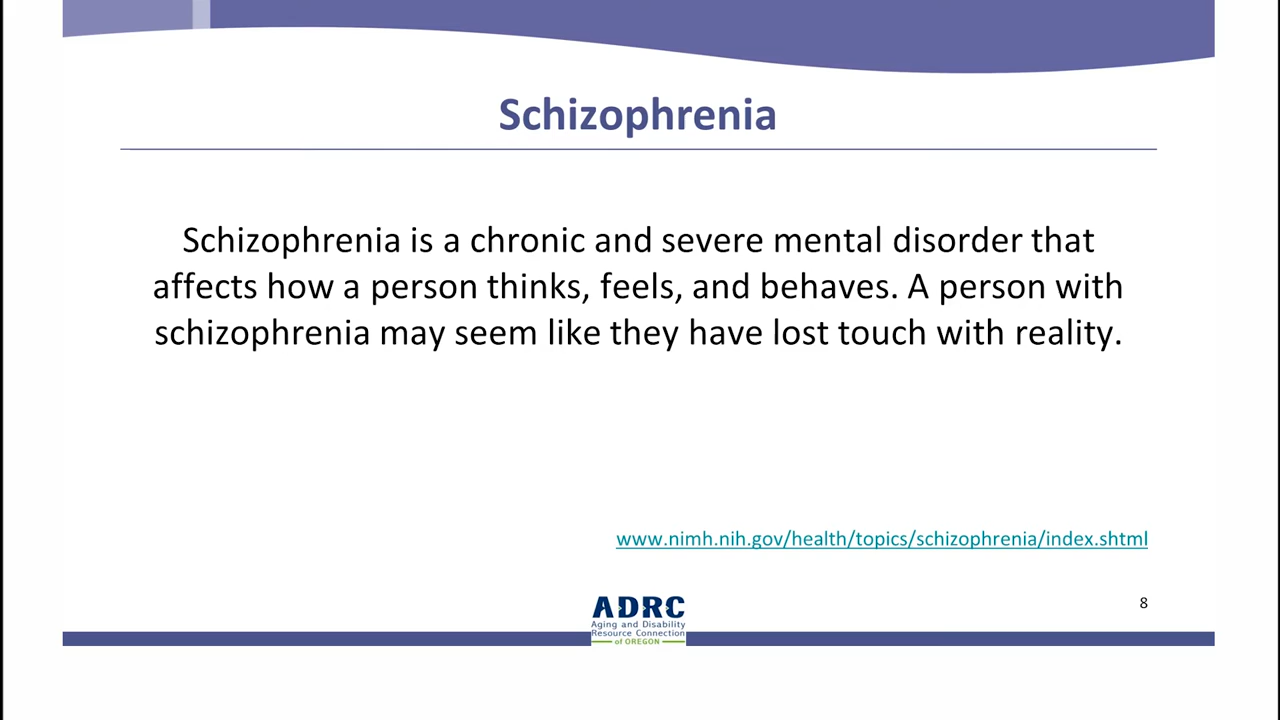 Schizophrenia
Schizophrenia is a chronic and severe mental disorder that
affects how a person thinks, feels, and behaves. A person with
schizophrenia may seem like they have lost touch with reality.
www.nimh.nih.gov/health/topics/schizophrenia/index.shtml
8
ADRC
Aging and Disability
Resource Connection
of OREGON